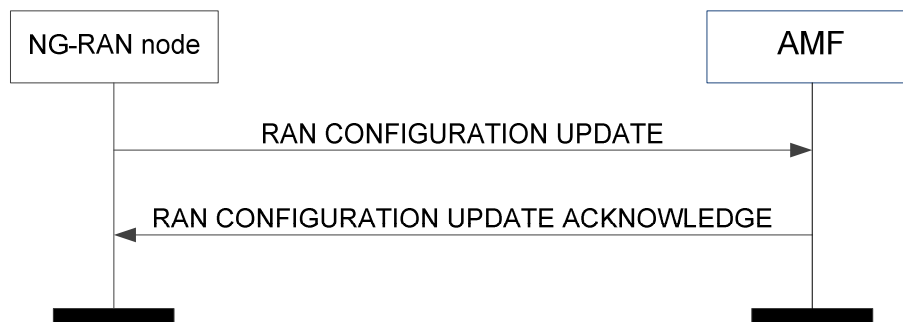 NG-RAN node
AMF
RAN CONFIGURATION UPDATE
RAN CONFIGURATION UPDATE ACKNOWLEDGE